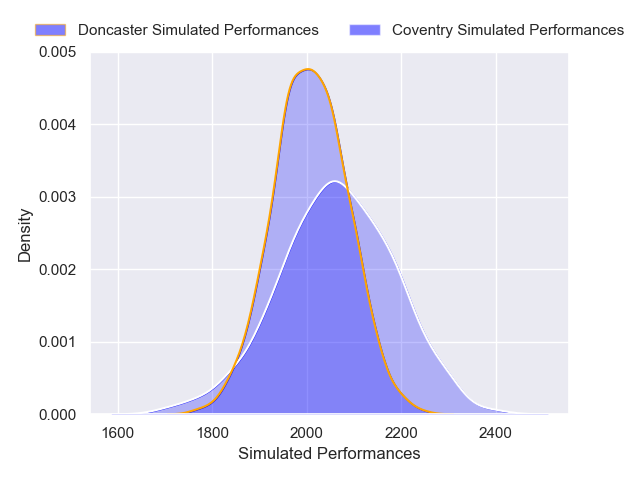 Doncaster Simulated Performances Coventry Simulated Performances
0.005
0.004
0.003
0.002
0.001
0.000
Density
1600 1800 2000 2200 2400
Simulated Performances